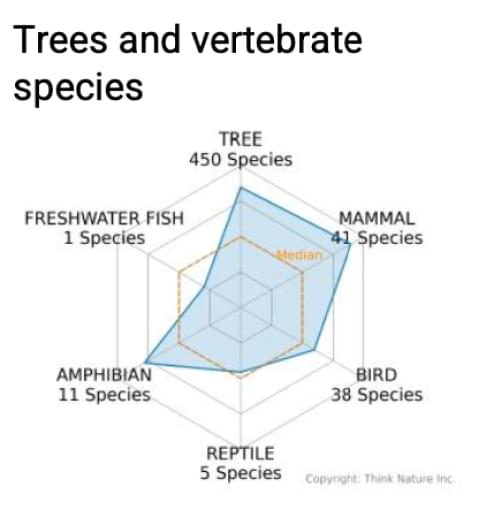 Trees and vertebrate
species
TREE
450 Species
FRESHWATER FISH
1 Species
MAMMAL
41 Species
Median
AMPHIBIAN
11 Species
BIRD
38 Species
REPTILE
5 Species
Copyright: Think Nature Inc.